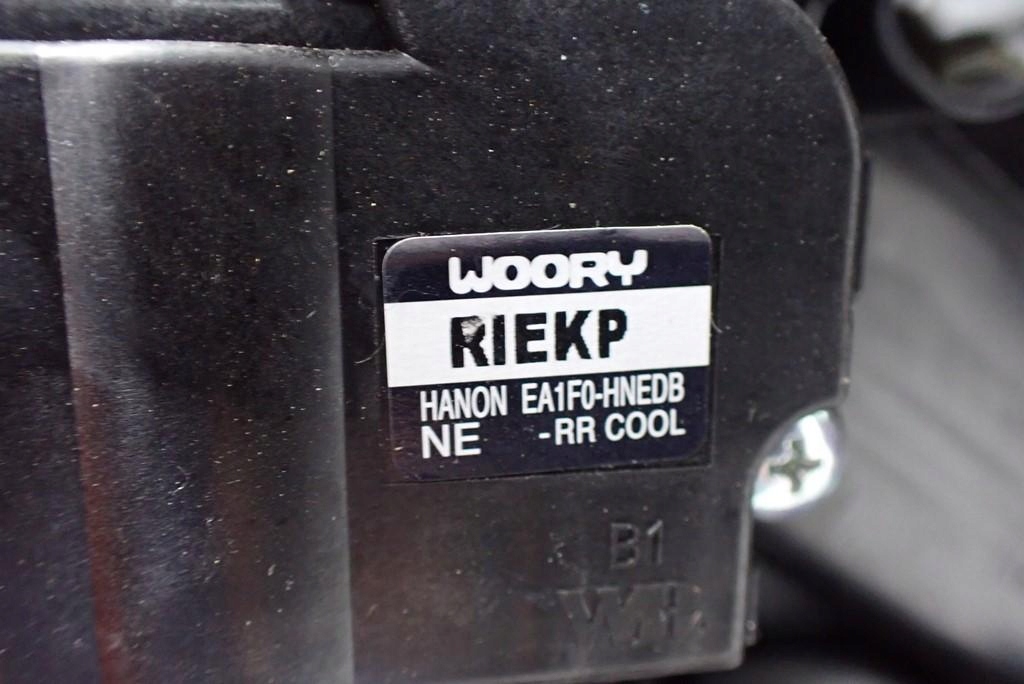 WOORY
RIEKP
HANON EA1F0-HNEDB
NE -RR COOL
B1